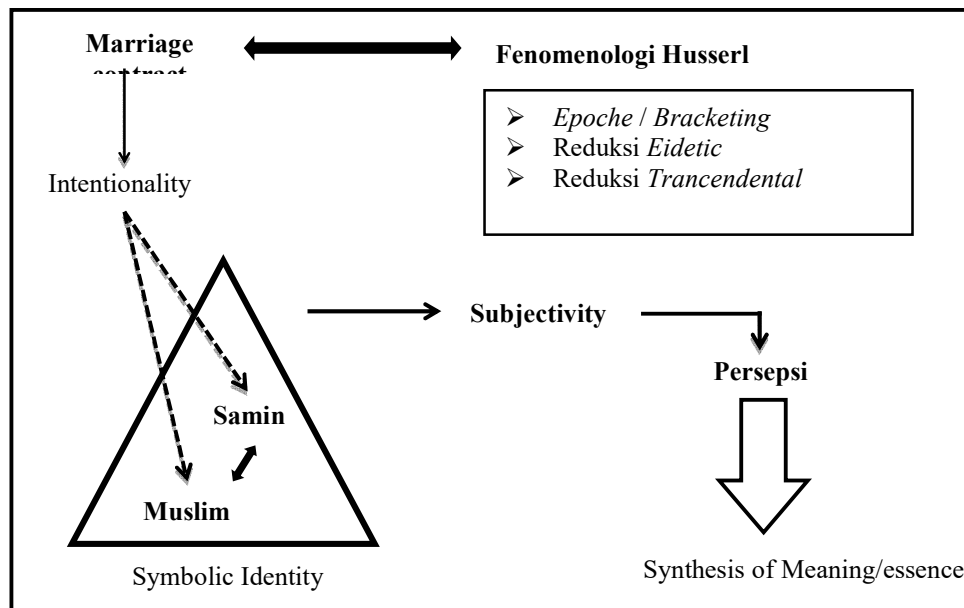 Marriage
contract
Fenomenologi Husserl
➢ Epoche / Bracketing
➢ Reduksi Eidetic
➢ Reduksi Trancendental
Intentionality
Subjectivity
Persepsi
Samin
Muslim
Symbolic Identity
Synthesis of Meaning/essence